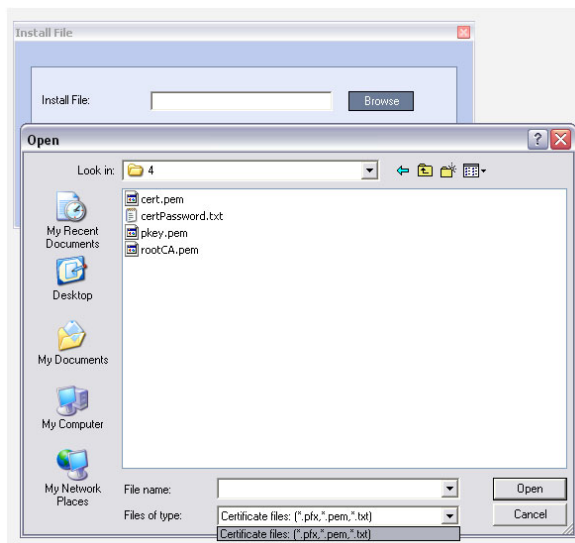 Install File
Install File:
Browse
Open
Look in:
4
cert.pem
certPassword.txt
pkey.pem
rootCA.pem
My Recent
Documents
Desktop
My Documents
My Computer
My Network
Places
File name:
Open
Files of type:
Certificate files: (*.pfx,*.pem,*.txt)
Cancel
Certificate files: (*.pfx,*.pem,*.txt)